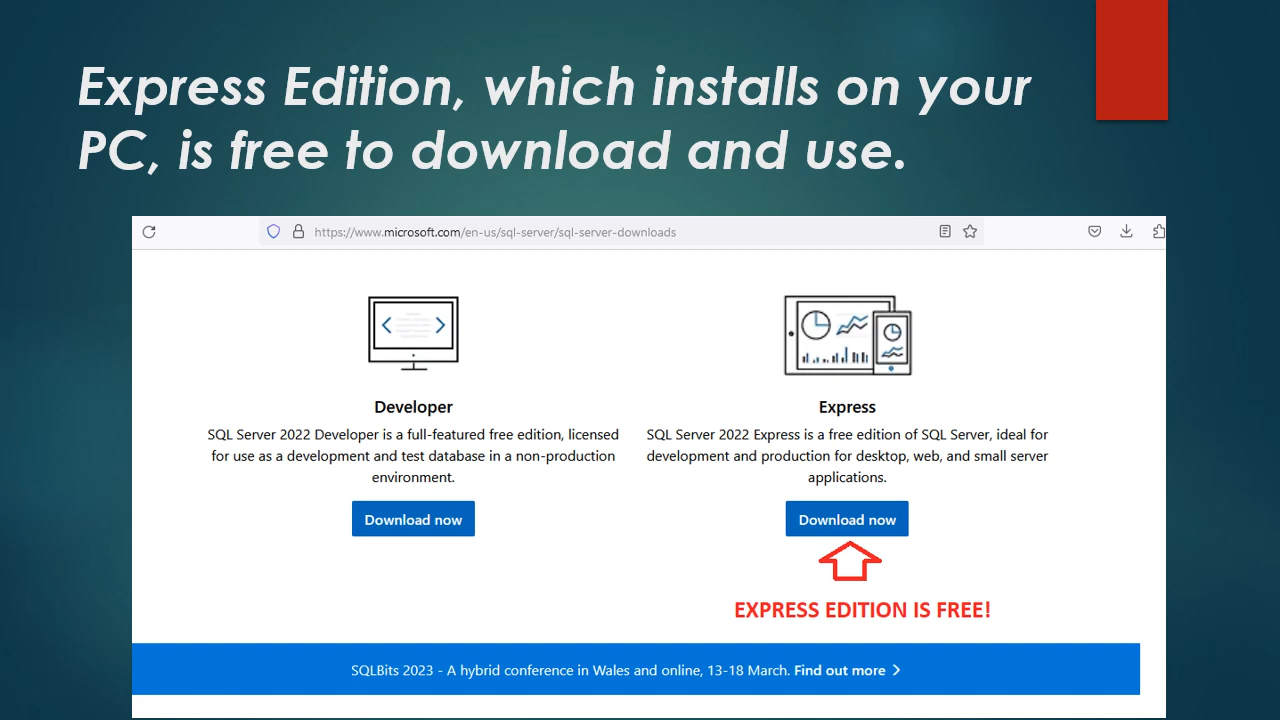 Express Edition, which installs on your
PC, is free to download and use.
https://www.microsoft.com/en-us/sql-server/sql-server-downloads
Developer
SQL Server 2022 Developer is a full-featured free edition, licensed
for use as a development and test database in a non-production
environment.
Download now
Express
SQL Server 2022 Express is a free edition of SQL Server, ideal for
development and production for desktop, web, and small server
applications.
Download now
EXPRESS EDITION IS FREE!
SQLBits 2023 - A hybrid conference in Wales and online, 13-18 March. Find out more